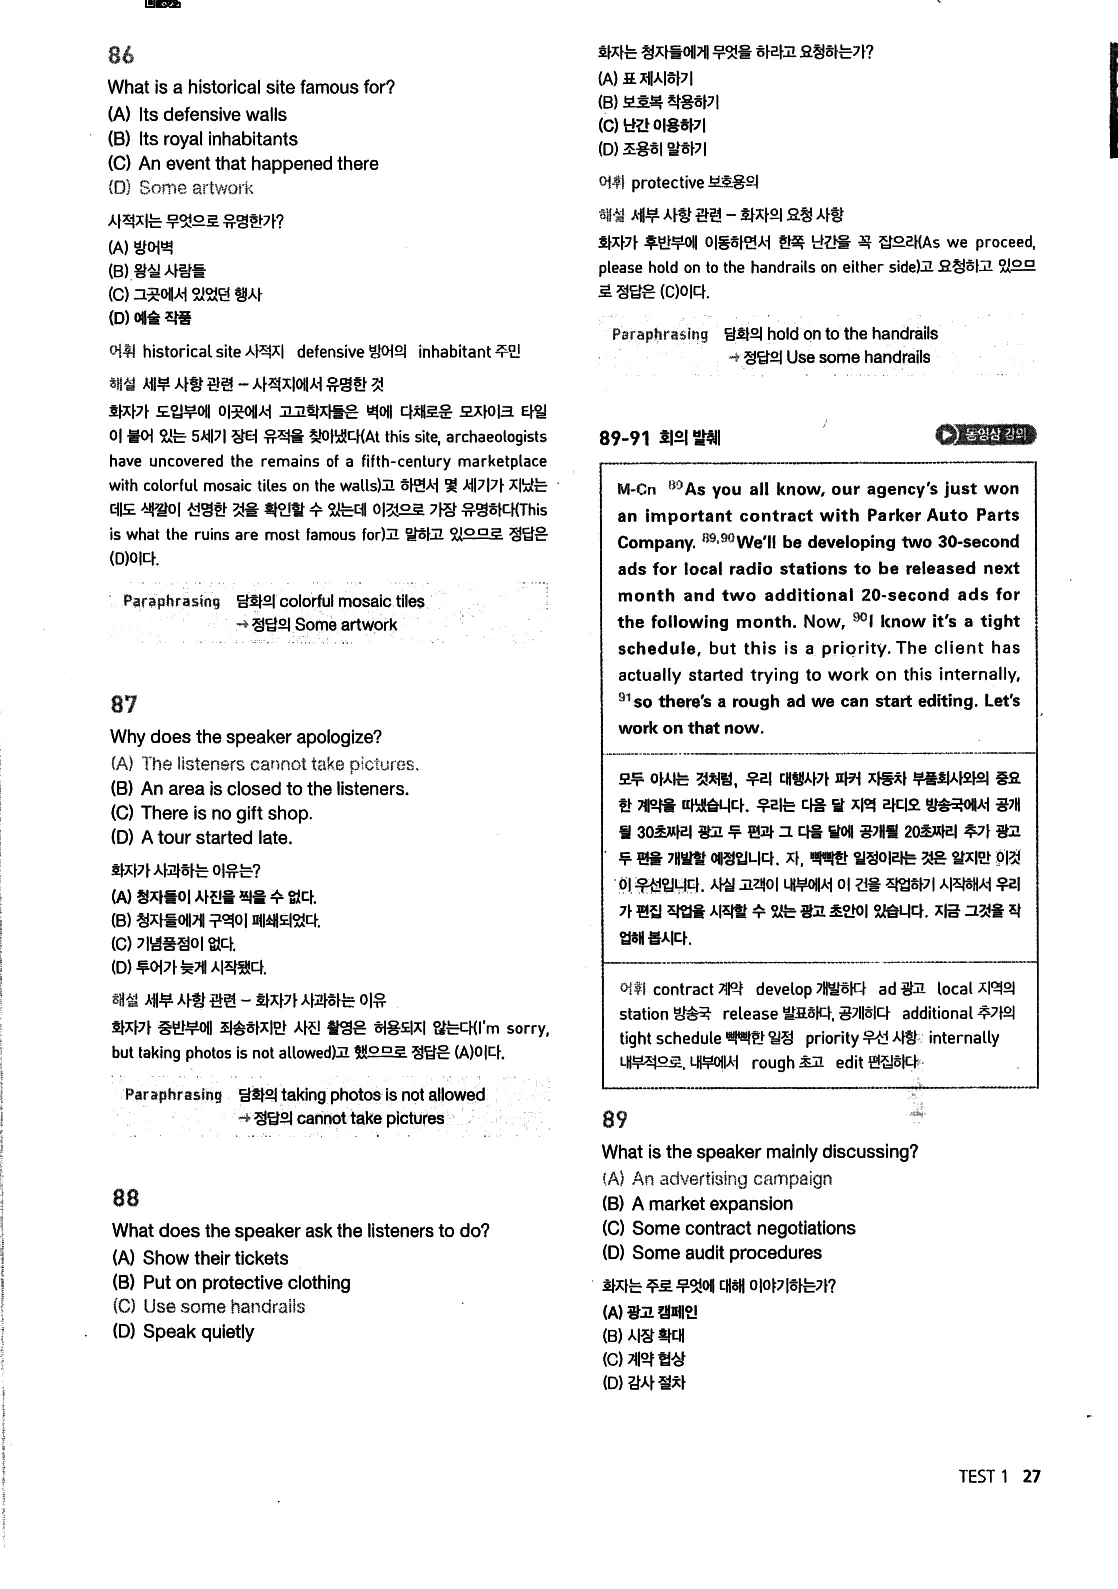 86
What is a historical site famous for?
(A) Its defensive walls
(B) Its royal inhabitants
(C) An event that happened there
(D) Some artwork
사적지는 무엇으로 유명한가?
(A) 방어벽
(B) 왕실 사람들
(C) 그곳에서 있었던 행사
(D) 예술 작품
어휘 historical site 사적지 defensive 방어의 inhabitant 주민
해설 세부 사항 관련 – 사적지에서 유명한 것
화자가 도입부에 이곳에서 고고학자들은 벽에 다채로운 모자이크 타일
이 붙어 있는 5세기 장터 유적을 찾아냈다(At this site, archaeologists
have uncovered the remains of a fifth-century marketplace
with colorful mosaic tiles on the walls)고 하면서 몇 세기가 지났는
데도 색깔이 선명한 것을 확인할 수 있는데 이것으로 가장 유명하다(This
is what the ruins are most famous for)고 말하고 있으므로 정답은
(D)이다.
Paraphrasing 담화의 colorful mosaic tiles
→ 정답의 Some artwork
87
Why does the speaker apologize?
(A) The listeners cannot take pictures.
(B) An area is closed to the listeners.
(C) There is no gift shop.
(D) A tour started late.
화자가 사과하는 이유는?
(A) 청자들이 사진을 찍을 수 없다.
(B) 청자들에게 구역이 폐쇄되었다.
(C) 기념품점이 없다.
(D) 투어가 늦게 시작됐다.
해설 세부 사항 관련 – 화자가 사과하는 이유
화자가 중반부에 죄송하지만 사진 촬영은 허용되지 않는다(I'm sorry,
but taking photos is not allowed)고 했으므로 정답은 (A)이다.
Paraphrasing 담화의 taking photos is not allowed
→ 정답의 cannot take pictures
88
What does the speaker ask the listeners to do?
(A) Show their tickets
(B) Put on protective clothing
(C) Use some handrails
(D) Speak quietly
화자는 청자들에게 무엇을 하라고 요청하는가?
(A) 표 제시하기
(B) 보호복 착용하기
(C) 난간 이용하기
(D) 조용히 말하기
어휘 protective 보호용의
해설 세부 사항 관련 – 화자의 요청 사항
화자가 후반부에 이동하면서 한쪽 난간을 꼭 잡으라(As we proceed,
please hold on to the handrails on either side)고 요청하고 있으므
로 정답은 (C)이다.
Paraphrasing 담화의 hold on to the handrails
→ 정답의 Use some handrails
89-91 회의 발췌 동영상 강의
M-Cn 89As you all know, our agency's just won
an important contract with Parker Auto Parts
Company. 89,90We'll be developing two 30-second
ads for local radio stations to be released next
month and two additional 20-second ads for
the following month. Now, 90I know it's a tight
schedule, but this is a priority. The client has
actually started trying to work on this internally,
91so there's a rough ad we can start editing. Let's
work on that now.
모두 아시는 것처럼, 우리 대행사가 파커 자동차 부품회사와의 중요
한 계약을 따냈습니다. 우리는 다음 달 지역 라디오 방송국에서 공개
될 30초짜리 광고 두 편과 그 다음 달에 공개될 20초짜리 추가 광고
두 편을 개발할 예정입니다. 자, 빡빡한 일정이라는 것은 알지만 이것
이 우선입니다. 사실 고객이 내부에서 이 건을 작업하기 시작해서 우리
가 편집 작업을 시작할 수 있는 광고 초안이 있습니다. 지금 그것을 작
업해 봅시다.
어휘 contract 계약 develop 개발하다 ad 광고 local 지역의
station 방송국 release 발표하다, 공개하다 additional 추가의
tight schedule 빡빡한 일정 priority 우선 사항 internally
내부적으로, 내부에서 rough 초고 edit 편집하다
89
What is the speaker mainly discussing?
(A) An advertising campaign
(B) A market expansion
(C) Some contract negotiations
(D) Some audit procedures
화자는 주로 무엇에 대해 이야기하는가?
(A) 광고 캠페인
(B) 시장 확대
(C) 계약 협상
(D) 감사 절차
TEST 1 27